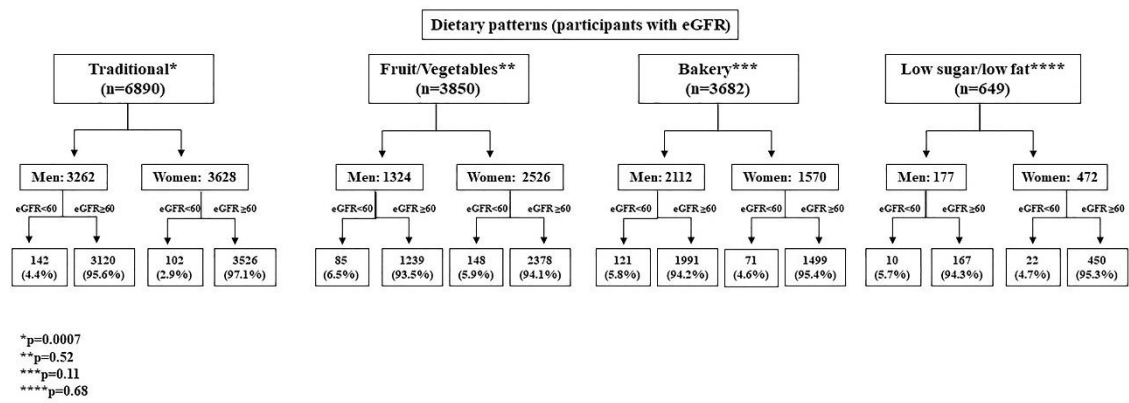 Dietary patterns (participants with eGFR)
Traditional*
(n=6890)
Fruit/Vegetables**
(n=3850)
Bakery***
(n=3682)
Low sugar/low fat****
(n=649)
Men: 3262
Women: 3628
Men: 1324
Women: 2526
Men: 2112
Women: 1570
Men: 177
Women: 472
eGFR<60
eGFR≥60
eGFR<60
eGFR≥60
eGFR<60
eGFR ≥60
eGFR<60
eGFR ≥60
eGFR<60
eGFR≥60
eGFR<60
eGFR≥60
eGFR<60
eGFR≥60
eGFR<60
eGFR≥60
142
(4.4%)
3120
(95.6%)
102
(2.9%)
3526
(97.1%)
85
(6.5%)
1239
(93.5%)
148
(5.9%)
2378
(94.1%)
121
(5.8%)
1991
(94.2%)
71
(4.6%)
1499
(95.4%)
10
(5.7%)
167
(94.3%)
22
(4.7%)
450
(95.3%)
*p=0.0007
**p=0.52
***p=0.11
****p=0.68